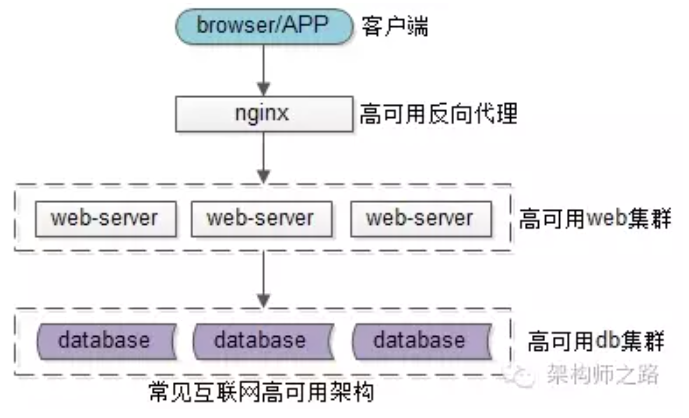 browser/APP 客户端
nginx 高可用反向代理
web-server web-server web-server 高可用web集群
database database database 高可用db集群
架构师之路
常见互联网高可用架构